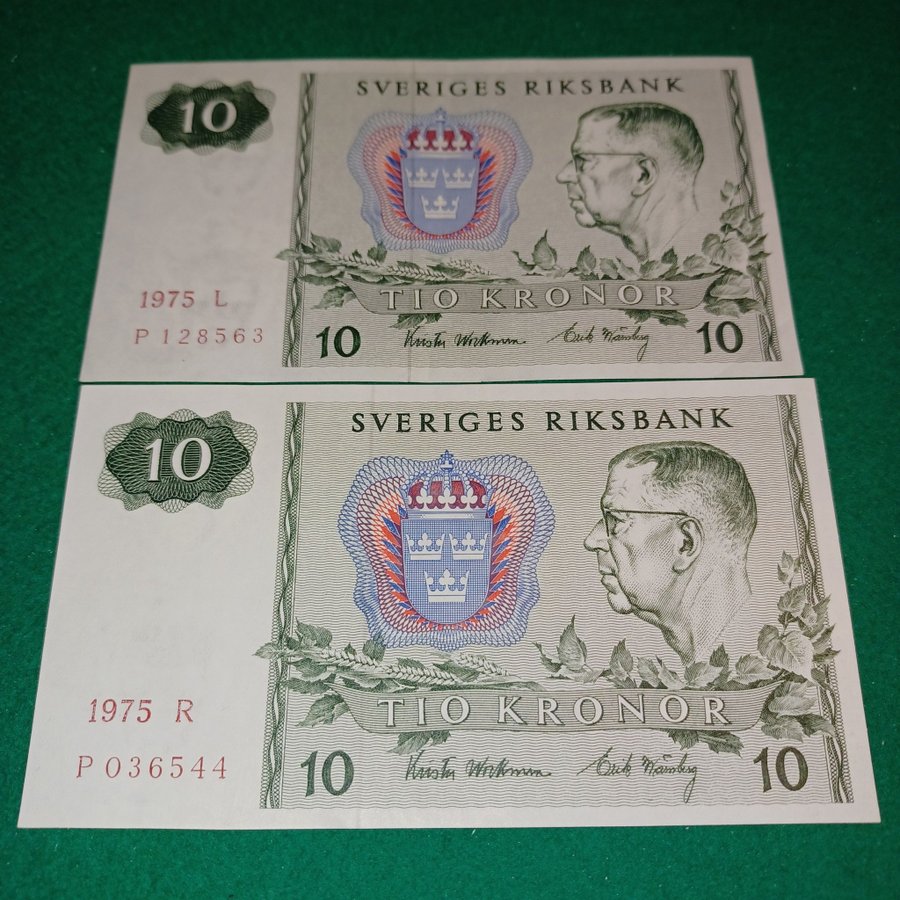 10
SVERIGES RIKSBANK
1975 L
P 128563
TIO KRONOR
10
10
10
SVERIGES RIKSBANK
1975 R
P 036544
TIO KRONOR
10
10